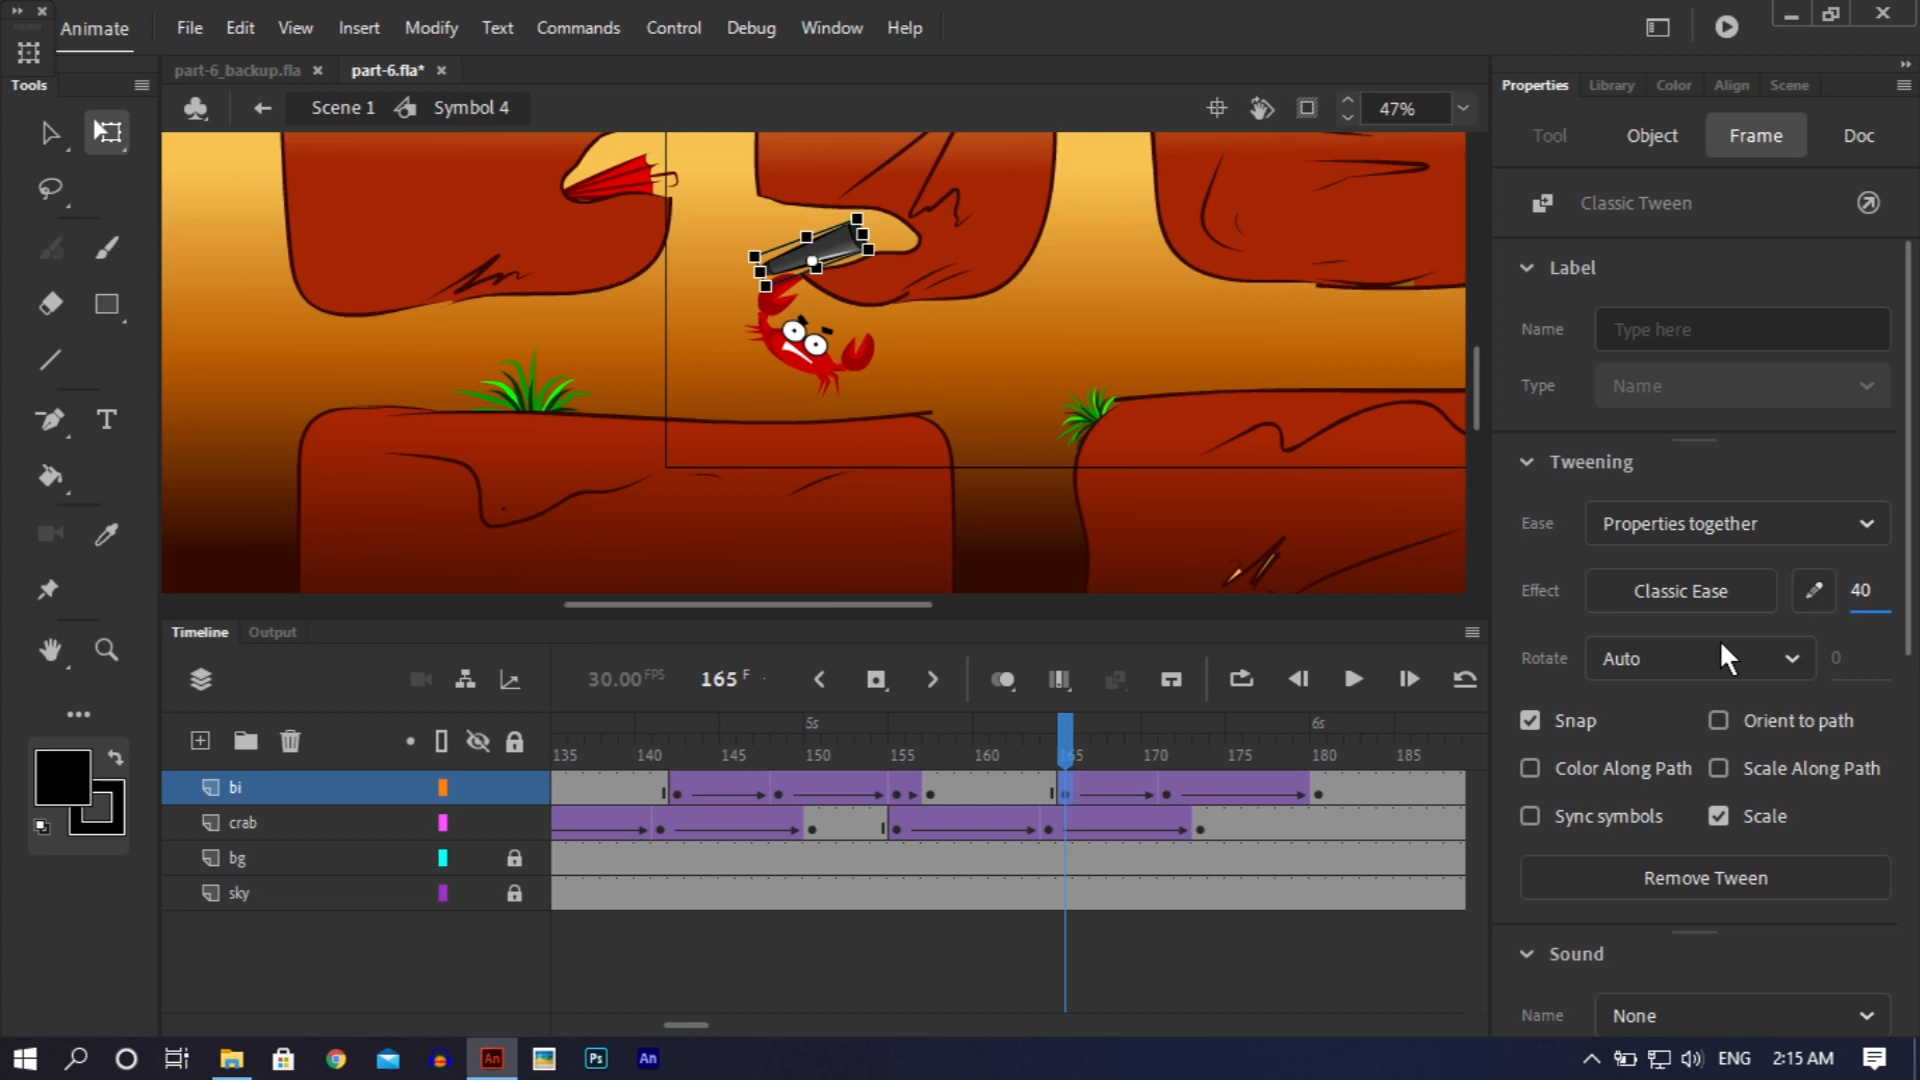 Animate
File
Edit
View
Insert
Modify
Text
Commands
Control
Debug
Window
Help
part-6_backup.fla
part-6.fla*
Tools
Properties
Library
Color
Align
Scene
Scene 1
Symbol 4
47%
Tool
Object
Frame
Doc
Classic Tween
Label
Name
Type here
Type
Name
Tweening
Ease
Properties together
Effect
Classic Ease
40
Rotate
Auto
0
Snap
Orient to path
Color Along Path
Scale Along Path
Sync symbols
Scale
Remove Tween
Sound
Name
None
Timeline
Output
30.00 FPS
165 F
5s
6s
135
140
145
150
155
160
165
170
175
180
185
bi
crab
bg
sky
An
Ps
An
ENG
2:15 AM